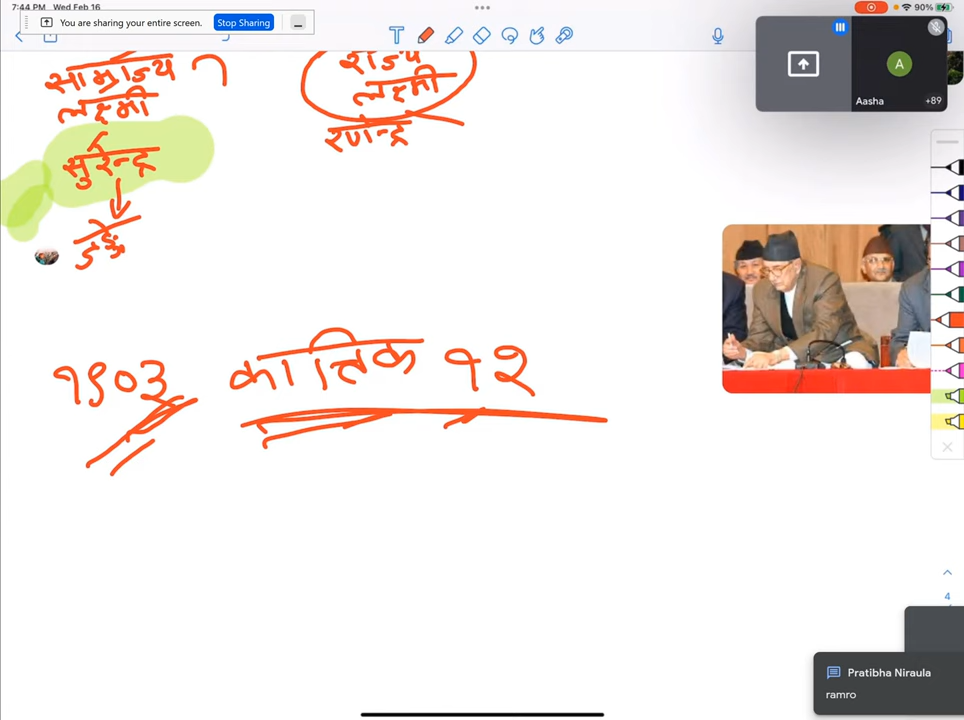 7:44 PM Wed Feb 16
90%
You are sharing your entire screen.
Stop Sharing
T
A
Aasha
+89
साम्राज्य
लक्ष्मी
सुरेन्द्र
राज्य
लक्ष्मी
रणेन्द्र
१९०३ कार्तिक १२
4
Pratibha Niraula
ramro